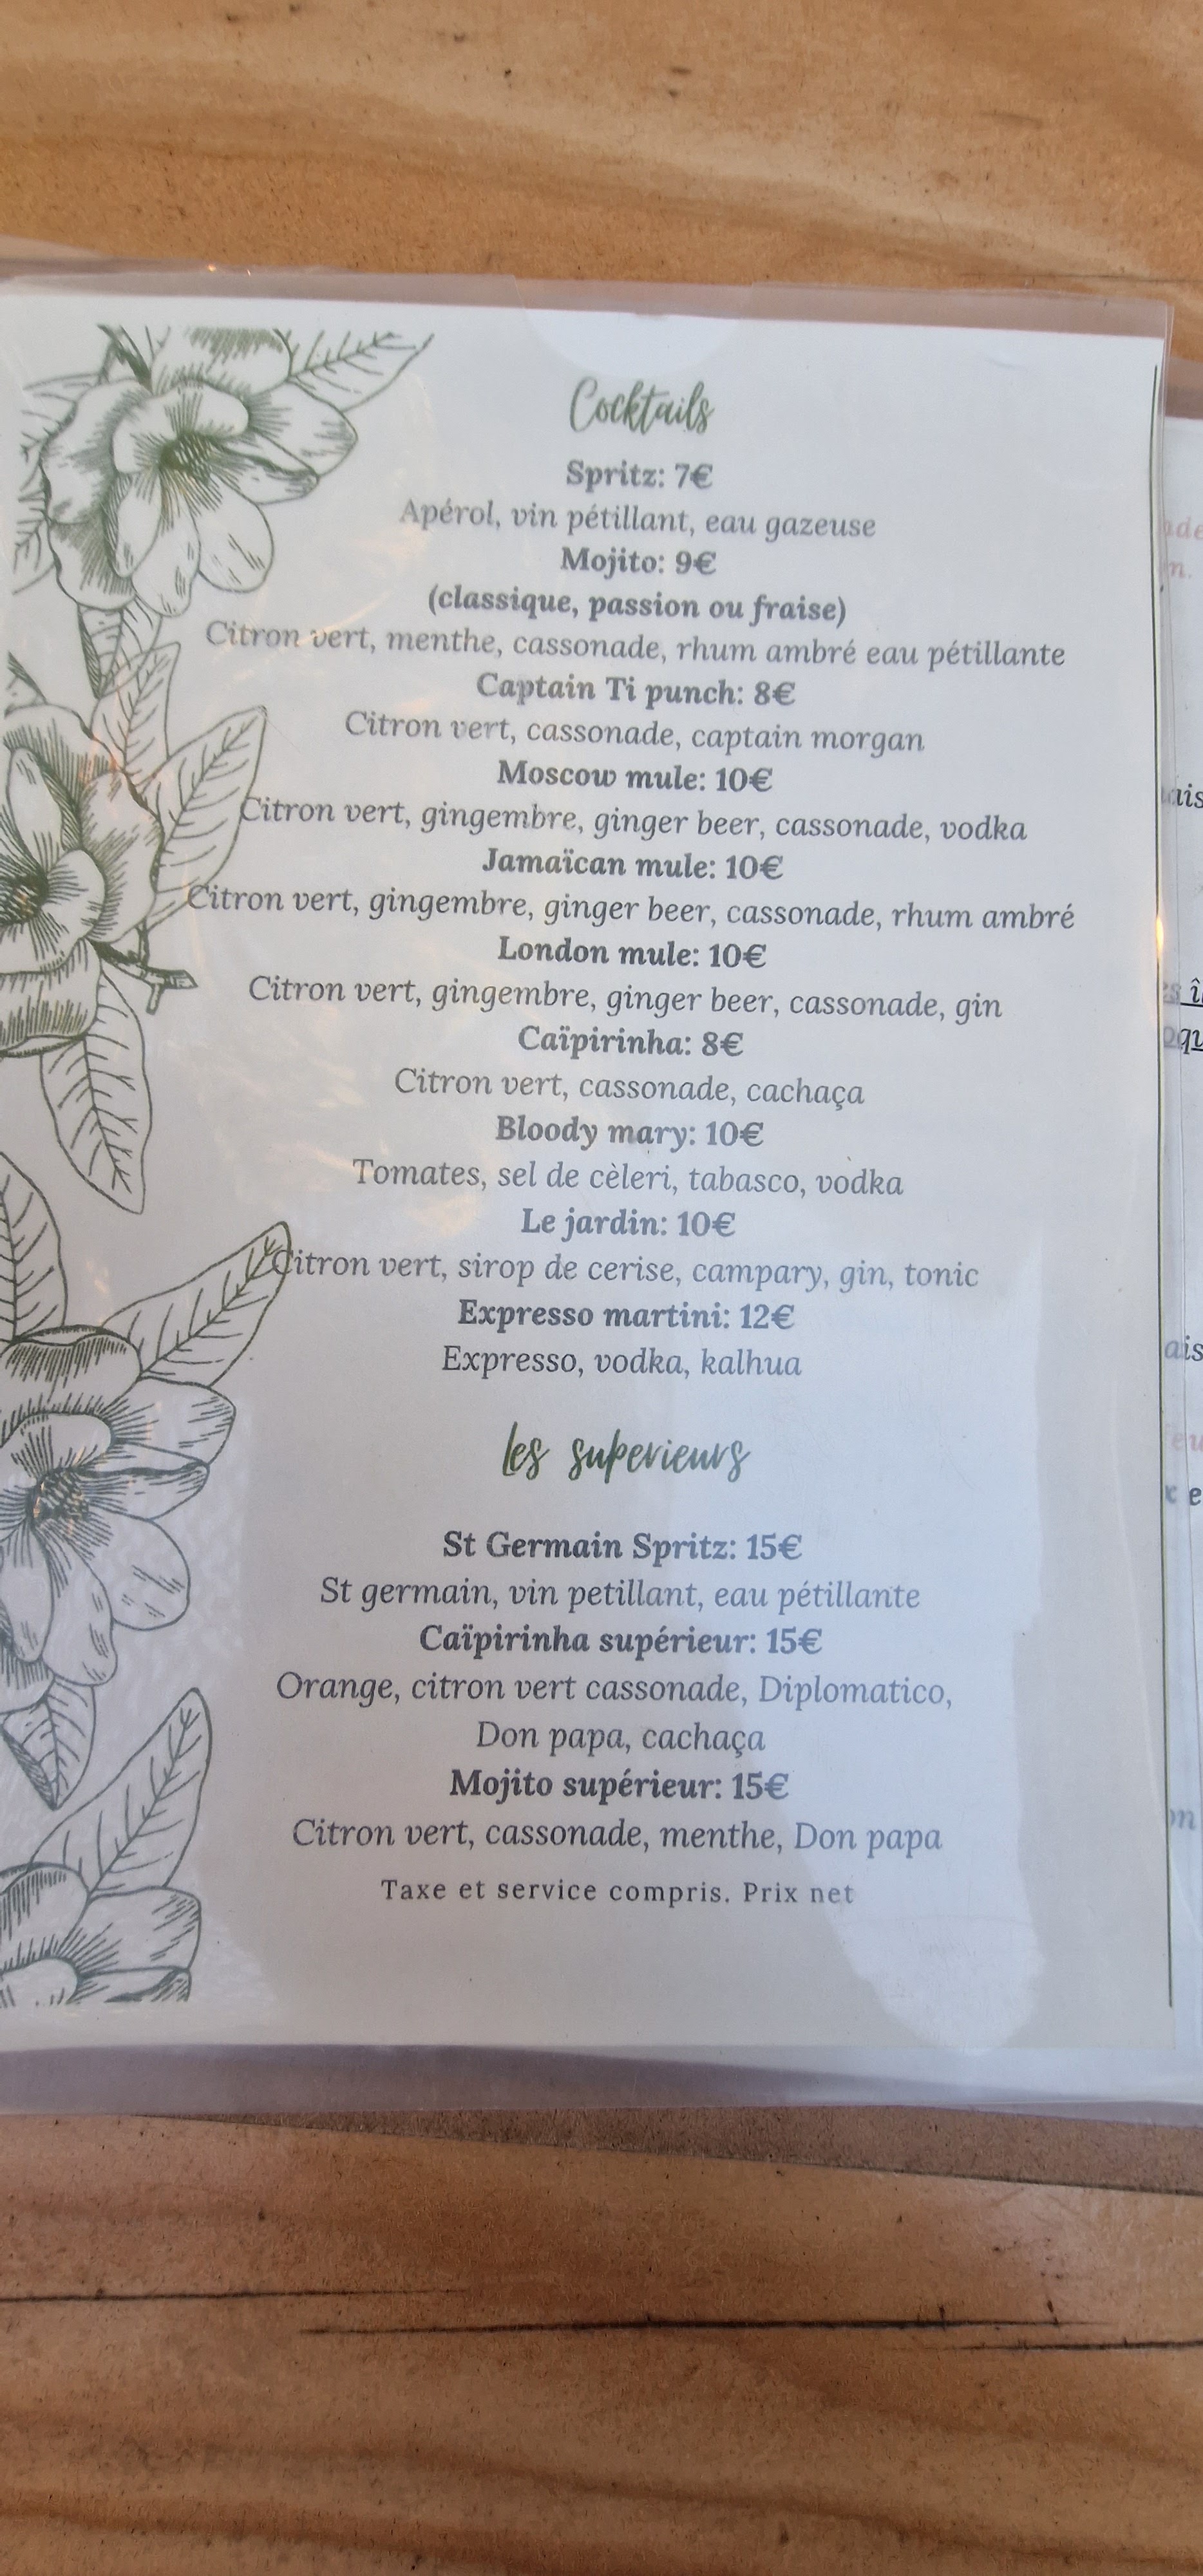 Cocktails
Spritz: 7€
Apérol, vin pétillant, eau gazeuse
Mojito: 9€
(classique, passion ou fraise)
Citron vert, menthe, cassonade, rhum ambré eau pétillante
Captain Ti punch: 8€
Citron vert, cassonade, captain morgan
Moscow mule: 10€
Citron vert, gingembre, ginger beer, cassonade, vodka
Jamaïcan mule: 10€
Citron vert, gingembre, ginger beer, cassonade, rhum ambré
London mule: 10€
Citron vert, gingembre, ginger beer, cassonade, gin
Caïpirinha: 8€
Citron vert, cassonade, cachaça
Bloody mary: 10€
Tomates, sel de cèleri, tabasco, vodka
Le jardin: 10€
Citron vert, sirop de cerise, campary, gin, tonic
Expresso martini: 12€
Expresso, vodka, kalhua
les superieurs
St Germain Spritz: 15€
St germain, vin petillant, eau pétillante
Caïpirinha supérieur: 15€
Orange, citron vert cassonade, Diplomatico,
Don papa, cachaça
Mojito supérieur: 15€
Citron vert, cassonade, menthe, Don papa
Taxe et service compris. Prix net